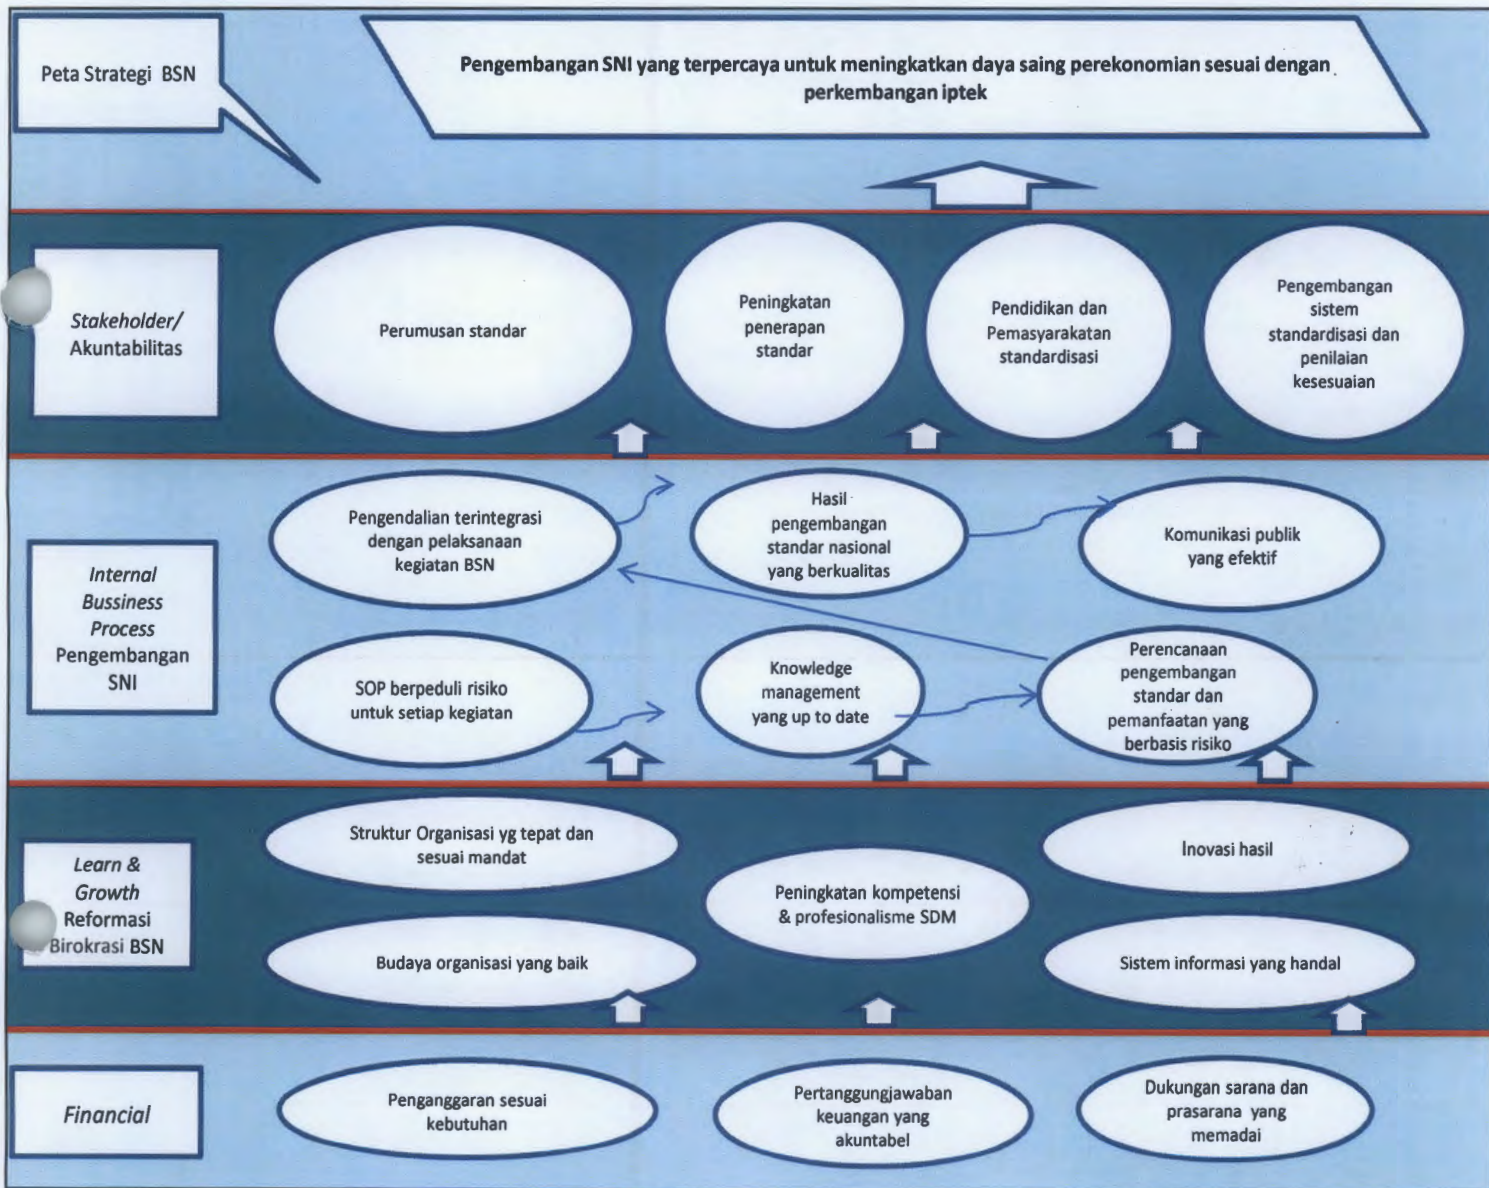 Peta Strategi BSN
Pengembangan SNI yang terpercaya untuk meningkatkan daya saing perekonomian sesuai dengan
perkembangan iptek
Stakeholder/
Akuntabilitas
Perumusan standar
Peningkatan
penerapan
standar
Pendidikan dan
Pemasyarakatan
standardisasi
Pengembangan
sistem
standardisasi dan
penilaian
kesesuaian
Internal
Bussiness
Process
Pengembangan
SNI
Pengendalian terintegrasi
dengan pelaksanaan
kegiatan BSN
Hasil
pengembangan
standar nasional
yang berkualitas
Komunikasi publik
yang efektif
SOP berpeduli risiko
untuk setiap kegiatan
Knowledge
management
yang up to date
Perencanaan
pengembangan
standar dan
pemanfaatan yang
berbasis risiko
Learn &
Growth
Reformasi
Birokrasi BSN
Struktur Organisasi yg tepat dan
sesuai mandat
Budaya organisasi yang baik
Peningkatan kompetensi
& profesionalisme SDM
Inovasi hasil
Sistem informasi yang handal
Financial
Penganggaran sesuai
kebutuhan
Pertanggungjawaban
keuangan yang
akuntabel
Dukungan sarana dan
prasarana yang
memadai